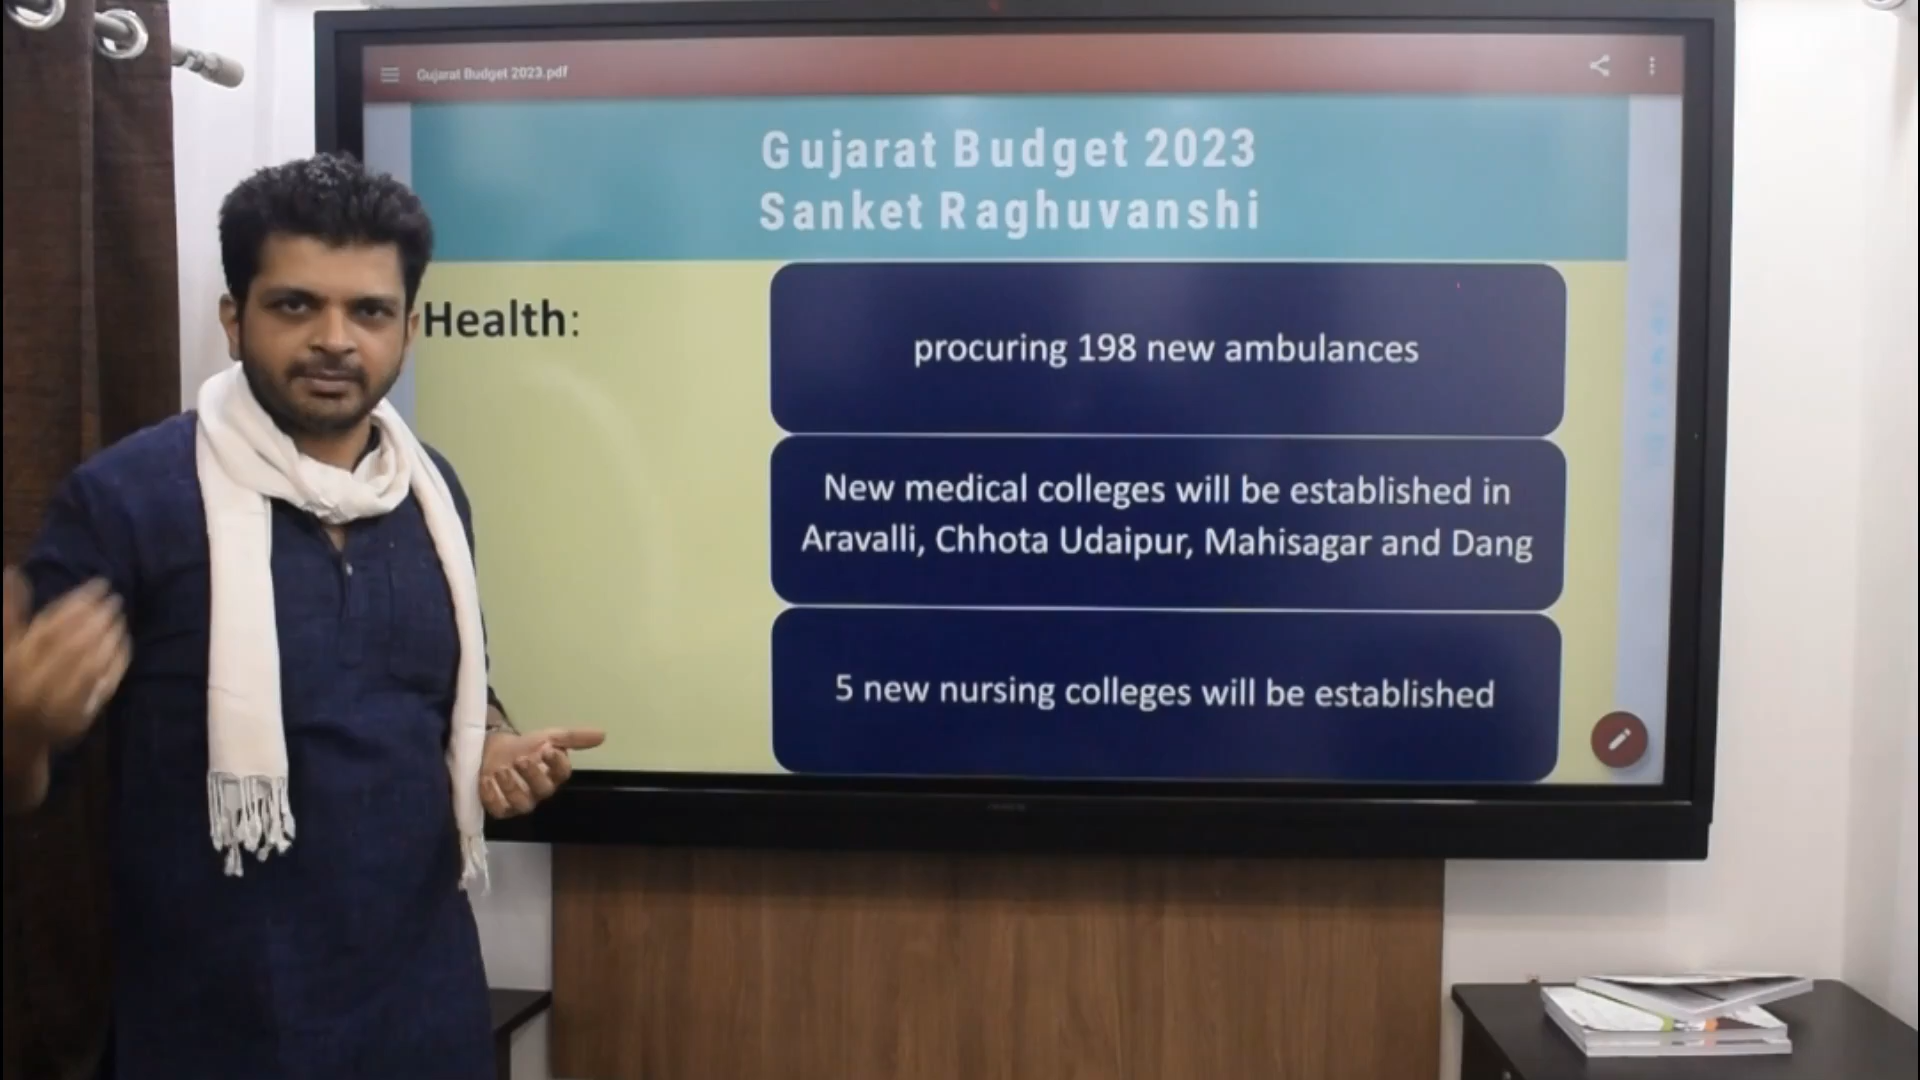 Gujarat Budget 2023.pdf
Gujarat Budget 2023
Sanket Raghuvanshi
Health:
procuring 198 new ambulances
New medical colleges will be established in
Aravalli, Chhota Udaipur, Mahisagar and Dang
5 new nursing colleges will be established